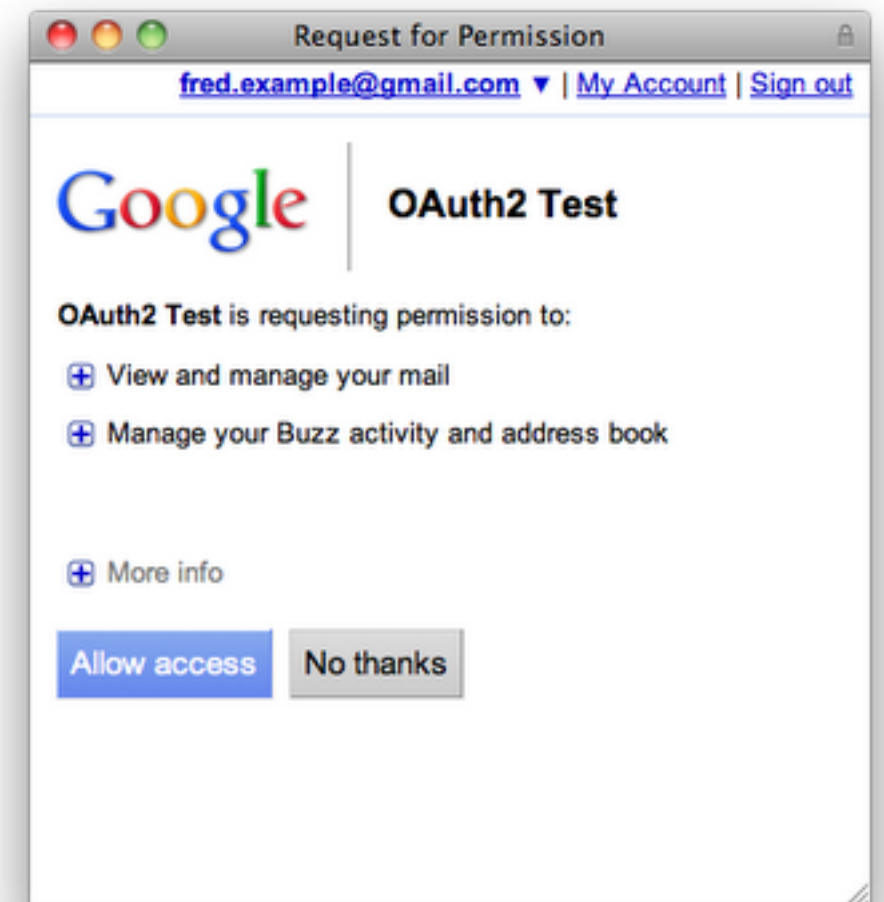 Request for Permission
fred.example@gmail.com ▼ | My Account | Sign out
Google
OAuth2 Test
OAuth2 Test is requesting permission to:
View and manage your mail
Manage your Buzz activity and address book
More info
Allow access No thanks